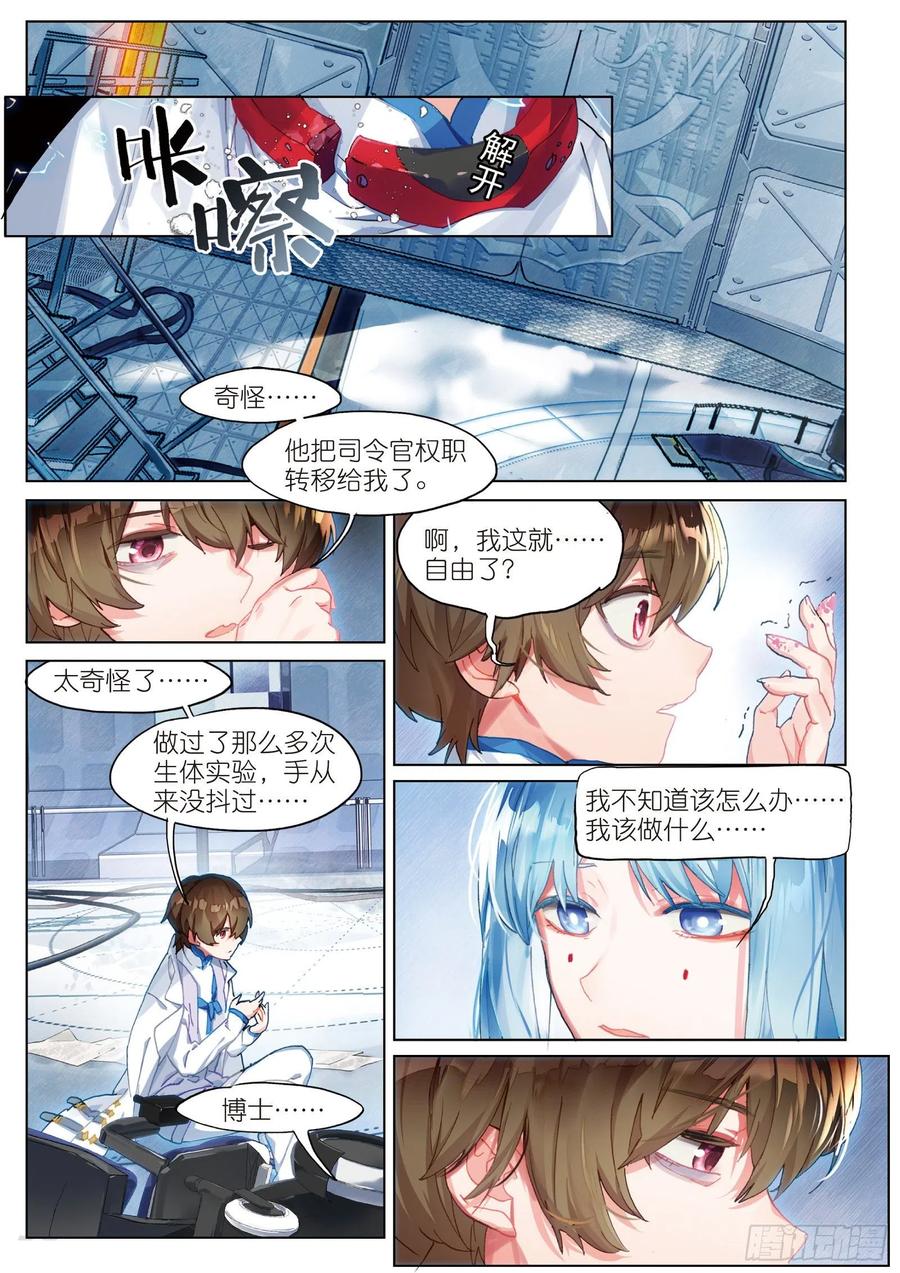 咔嚓
解开
奇怪……
他把司令官权职
转移给我了。
啊，我这就……
自由了？
太奇怪了……
做过了那么多次
生体实验，手从
来没抖过……
我不知道该怎么办……
我该做什么……
博士……
腾讯动漫